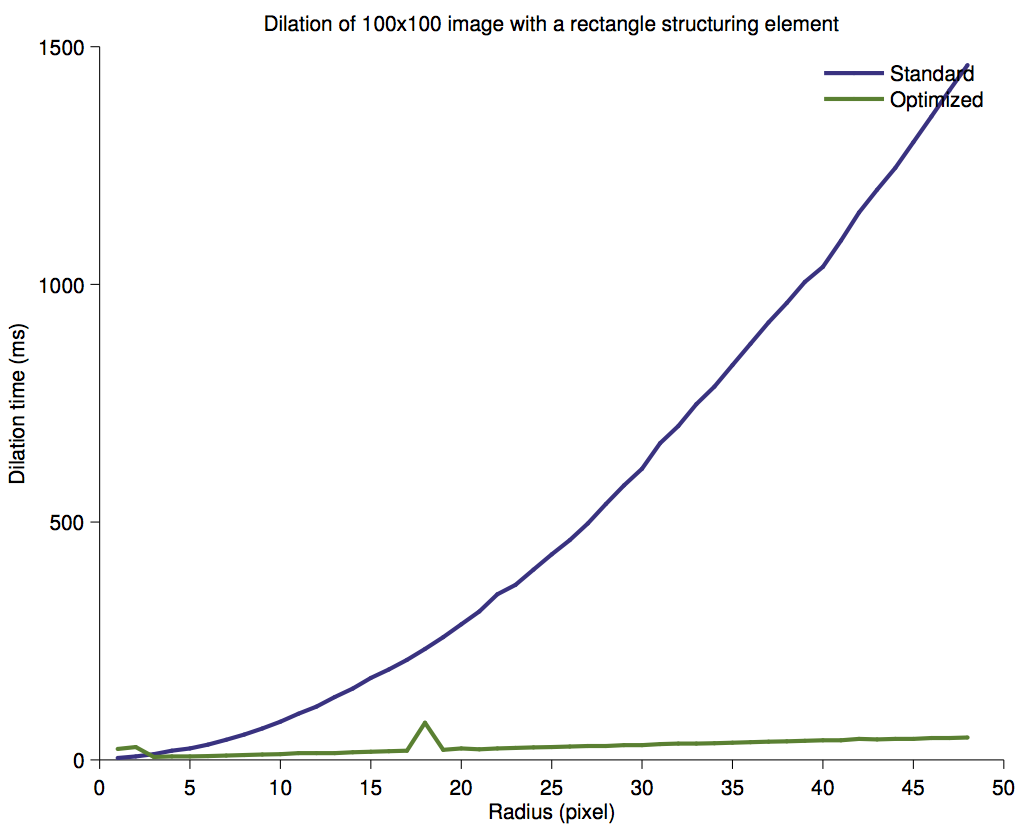 Dilation of 100x100 image with a rectangle structuring element
1500
Standard
Optimized
1000
Dilation time (ms)
500
0
0 5 10 15 20 25 30 35 40 45 50
Radius (pixel)